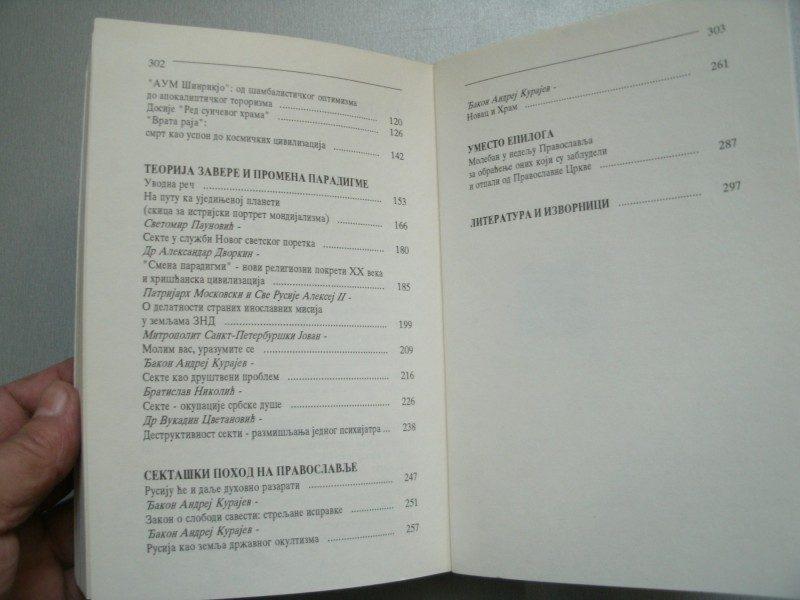 302
"АУМ Шинрикјо": од шамбалистичког оптимизма
до апокалиптичког тероризма ........ 120
Досије "Ред сунчевог храма" ........ 126
"Врата раја":
смрт као успон до космичких цивилизација ........ 142
ТЕОРИЈА ЗАВЕРЕ И ПРОМЕНА ПАРАДИГМЕ
Уводна реч ........ 153
На путу ка уједињеној планети
(скица за истријски портрет мондијализма) ........ 166
Светомир Пауновић -
Секте у служби Новог светског поретка ........ 180
Др Александар Дворкин -
"Смена парадигми" - нови религиозни покрети XX века
и хришћанска цивилизација ........ 185
Патријарх Московски и Све Русије Алексеј II -
О делатности страних инославних мисија
у земљама ЗНД ........ 199
Митрополит Санкт-Петербуршки Јован -
Молим вас, уразумите се ........ 209
Ђакон Андреј Курајев -
Секте као друштвени проблем ........ 216
Братислав Николић -
Секте - окупације србске душе ........ 226
Др Вукадин Цветановић -
Деструктивност секти - размишљања једног психијатра ... 238
СЕКТАШКИ ПОХОД НА ПРАВОСЛАВЉЕ
Русију ће и даље духовно разарати ........ 247
Ђакон Андреј Курајев -
Закон о слободи савести: стрељане исправке ........ 251
Ђакон Андреј Курајев -
Русија као земља државног окултизма ........ 257
303
Ђакон Андреј Курајев -
Новац и Храм ........ 261
УМЕСТО ЕПИЛОГА
Молебан у недељу Православља
за обраћење оних који су заблудели
и отпали од Православне Цркве ........ 287
ЛИТЕРАТУРА И ИЗВОРНИЦИ ........ 297